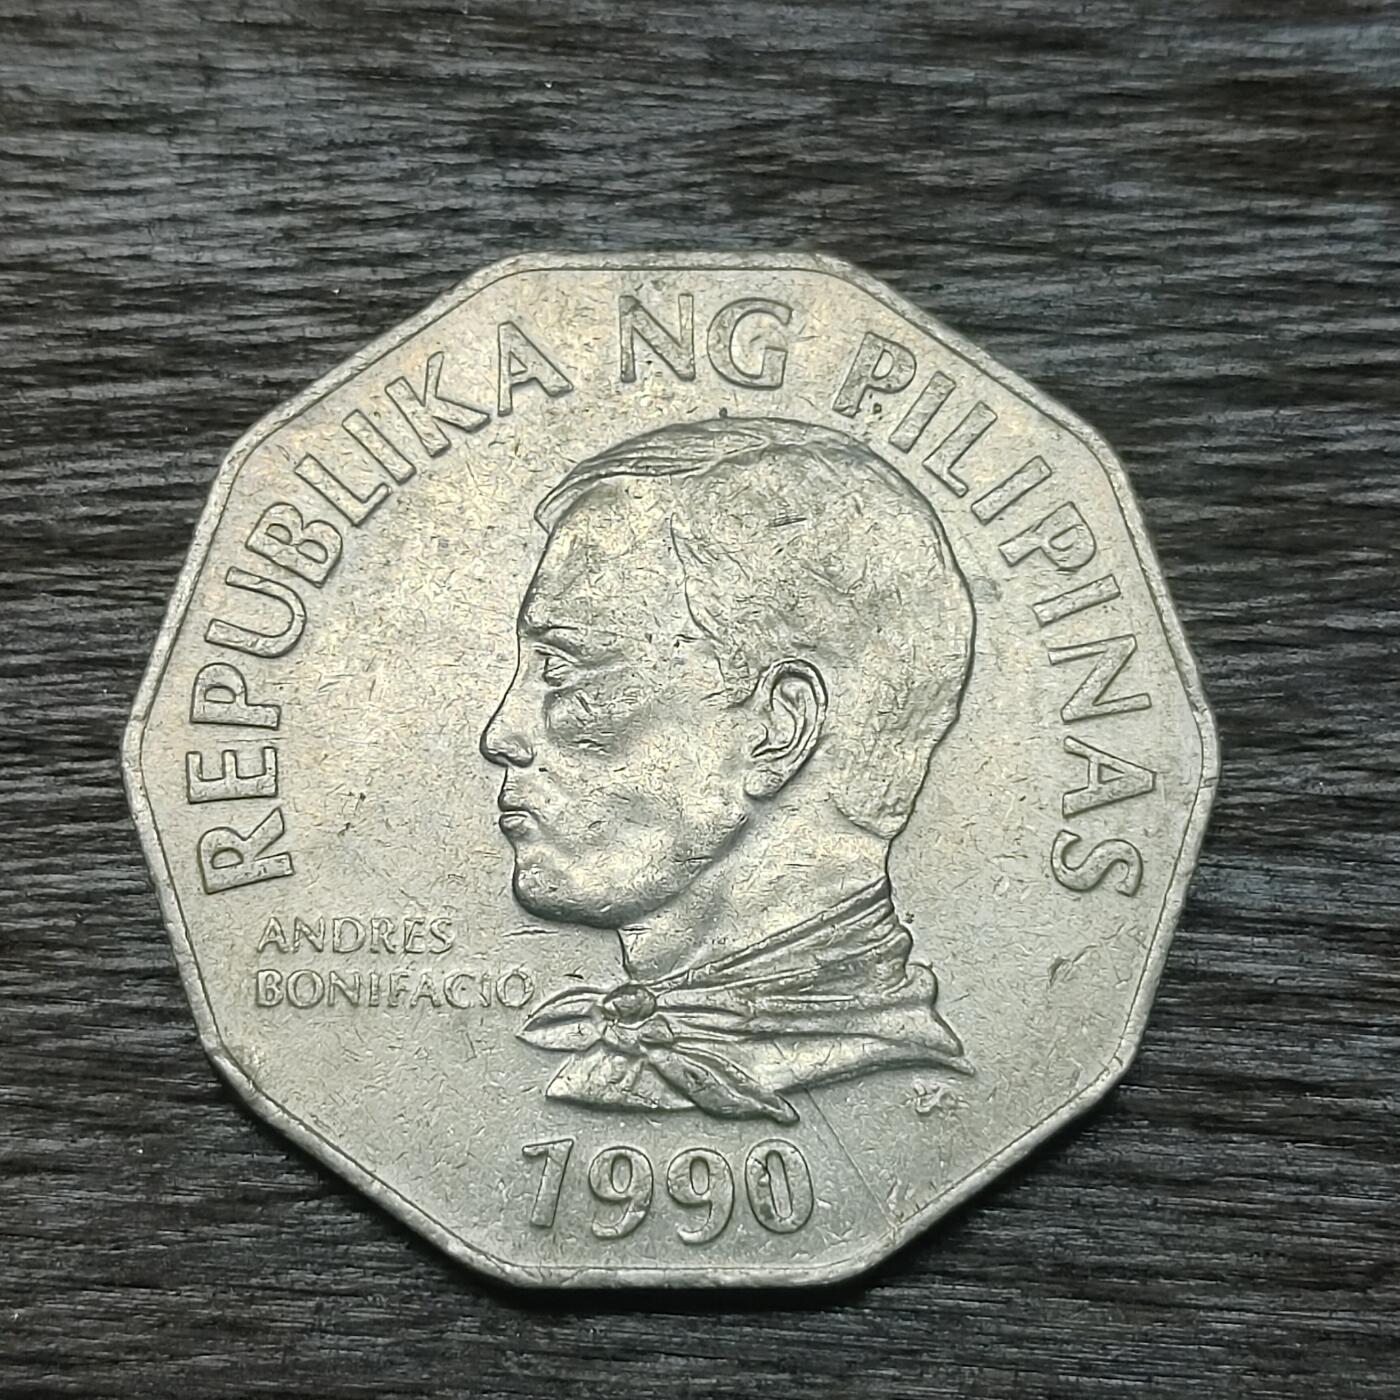 REPUBLIKA NG PILIPINAS
ANDRES
BONIFACIO
1990